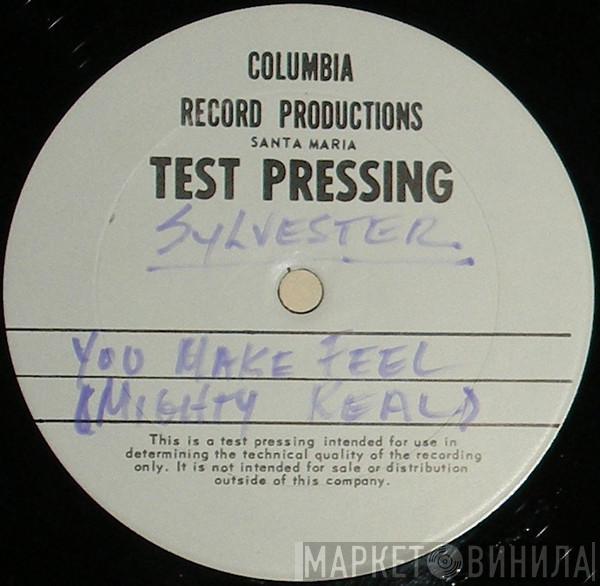 COLUMBIA
RECORD PRODUCTIONS
SANTA MARIA
TEST PRESSING
SYLVESTER
YOU MAKE FEEL
(MIGHTY REAL)
This is a test pressing intended for use in
determining the technical quality of the recording
only. It is not intended for sale or distribution
outside of this company.
МАРКЕТ ВИНИЛА